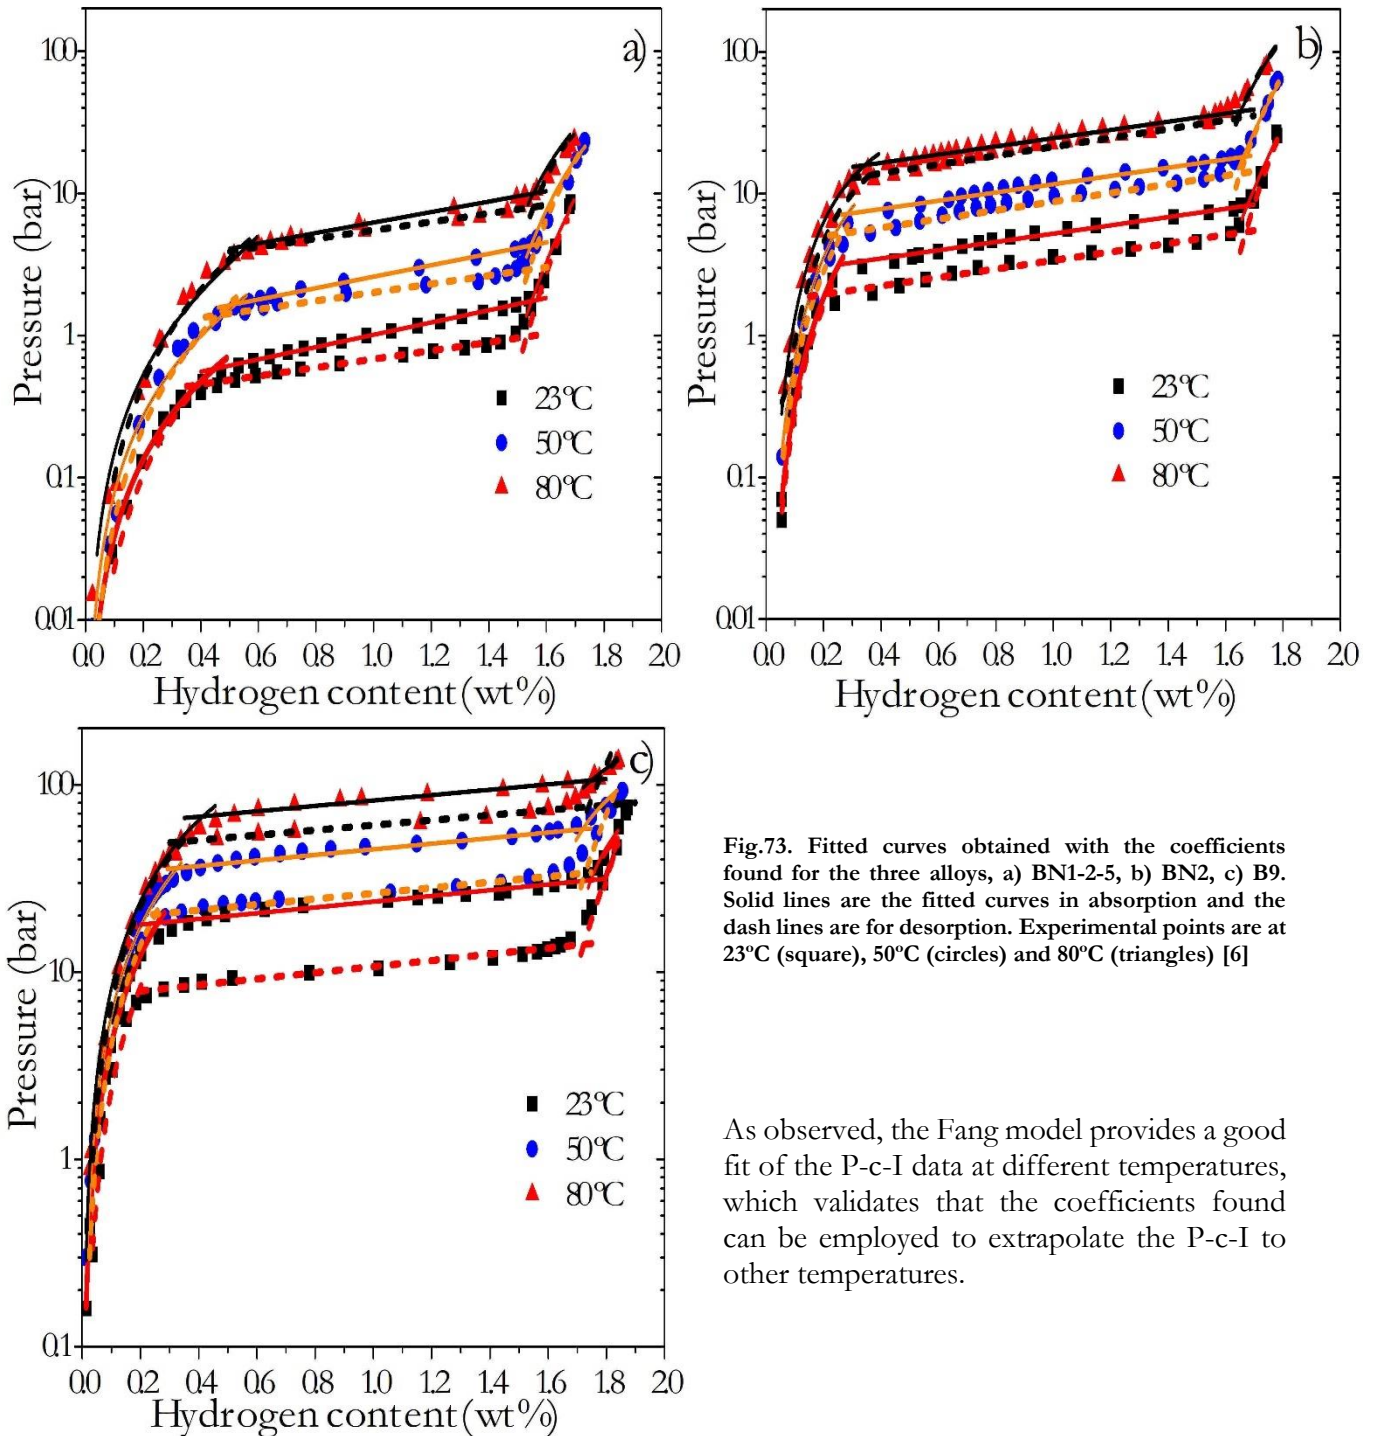 a)
100
10
1
0.1
0.01
Pressure (bar)
23ºC
50ºC
80ºC
0.0 0.2 0.4 0.6 0.8 1.0 1.2 1.4 1.6 1.8 2.0
Hydrogen content (wt%)
b)
100
10
1
0.1
0.01
Pressure (bar)
23ºC
50ºC
80ºC
0.0 0.2 0.4 0.6 0.8 1.0 1.2 1.4 1.6 1.8 2.0
Hydrogen content (wt%)
c)
100
10
1
0.1
Pressure (bar)
23ºC
50ºC
80ºC
0.0 0.2 0.4 0.6 0.8 1.0 1.2 1.4 1.6 1.8 2.0
Hydrogen content (wt%)
Fig.73. Fitted curves obtained with the coefficients
found for the three alloys, a) BN1-2-5, b) BN2, c) B9.
Solid lines are the fitted curves in absorption and the
dash lines are for desorption. Experimental points are at
23ºC (square), 50ºC (circles) and 80ºC (triangles) [6]
As observed, the Fang model provides a good
fit of the P-c-I data at different temperatures,
which validates that the coefficients found
can be employed to extrapolate the P-c-I to
other temperatures.